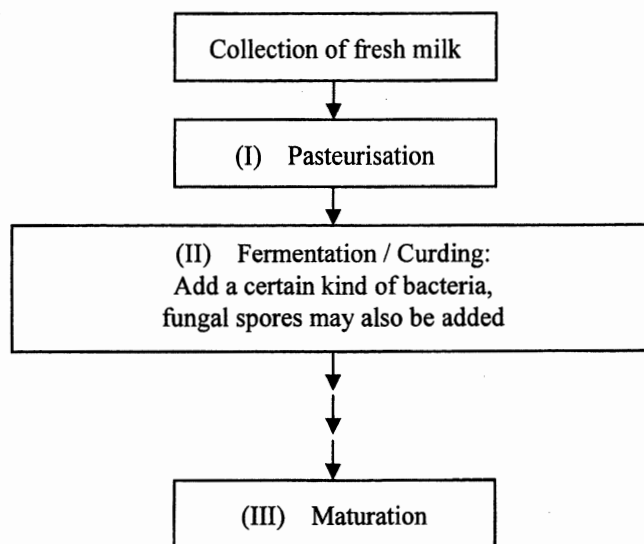 Collection of fresh milk
(I) Pasteurisation
(II) Fermentation / Curding:
Add a certain kind of bacteria,
fungal spores may also be added
(III) Maturation